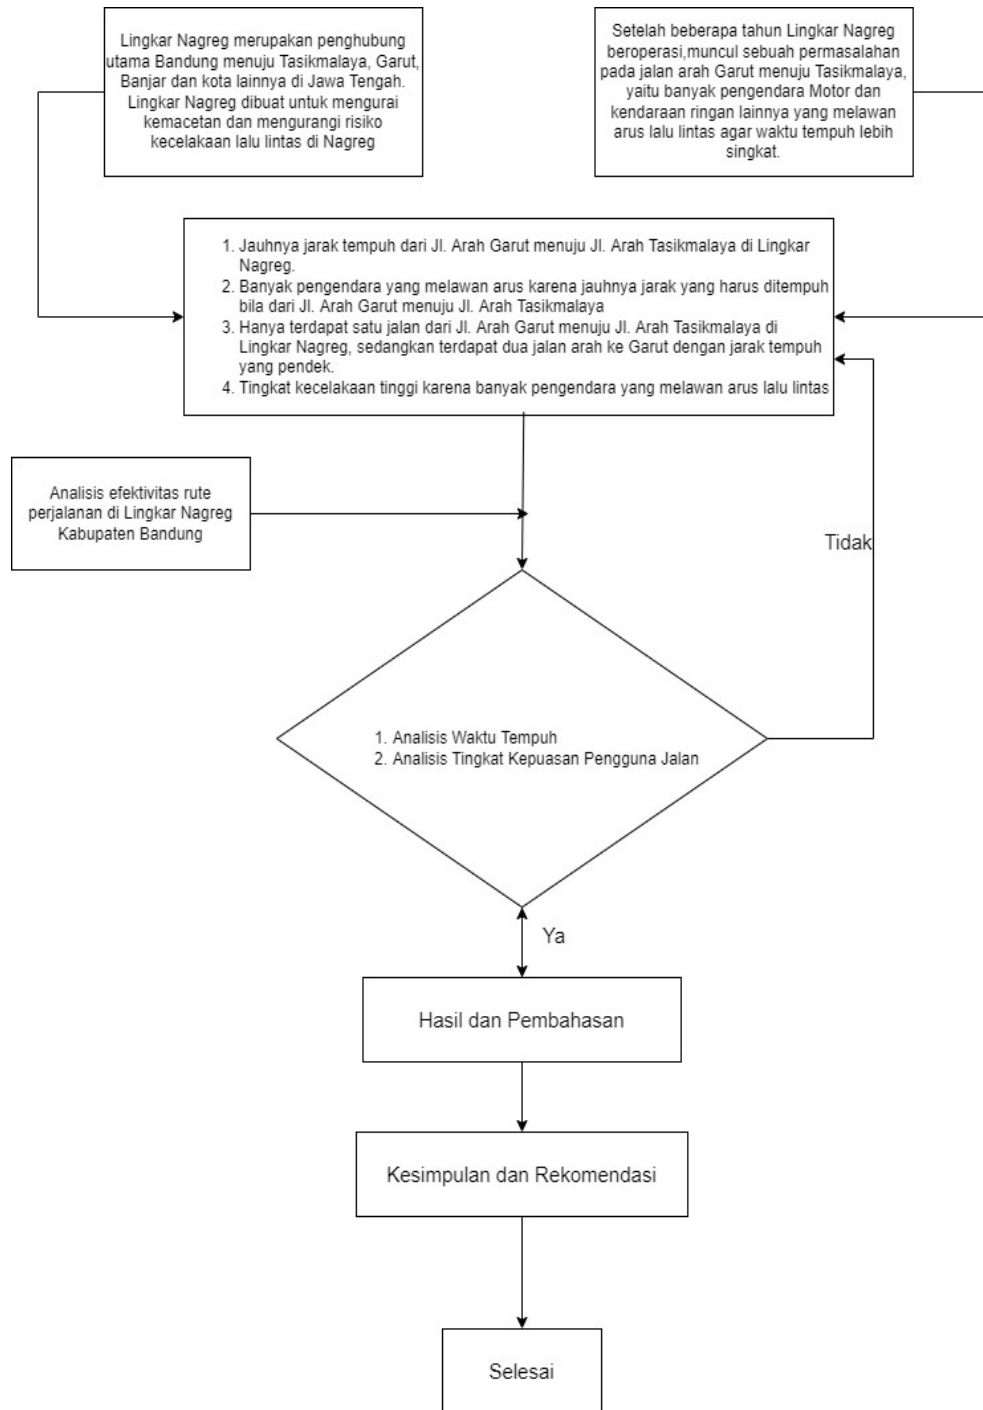 Lingkar Nagreg merupakan penghubung
utama Bandung menuju Tasikmalaya, Garut,
Banjar dan kota lainnya di Jawa Tengah.
Lingkar Nagreg dibuat untuk mengurai
kemacetan dan mengurangi risiko
kecelakaan lalu lintas di Nagreg
Setelah beberapa tahun Lingkar Nagreg
beroperasi,muncul sebuah permasalahan
pada jalan arah Garut menuju Tasikmalaya,
yaitu banyak pengendara Motor dan
kendaraan ringan lainnya yang melawan
arus lalu lintas agar waktu tempuh lebih
singkat.
1. Jauhnya jarak tempuh dari Jl. Arah Garut menuju Jl. Arah Tasikmalaya di Lingkar
Nagreg.
2. Banyak pengendara yang melawan arus karena jauhnya jarak yang harus ditempuh
bila dari Jl. Arah Garut menuju Jl. Arah Tasikmalaya
3. Hanya terdapat satu jalan dari Jl. Arah Garut menuju Jl. Arah Tasikmalaya di
Lingkar Nagreg, sedangkan terdapat dua jalan arah ke Garut dengan jarak tempuh
yang pendek.
4. Tingkat kecelakaan tinggi karena banyak pengendara yang melawan arus lalu lintas
Analisis efektivitas rute
perjalanan di Lingkar Nagreg
Kabupaten Bandung
Tidak
1. Analisis Waktu Tempuh
2. Analisis Tingkat Kepuasan Pengguna Jalan
Ya
Hasil dan Pembahasan
Kesimpulan dan Rekomendasi
Selesai